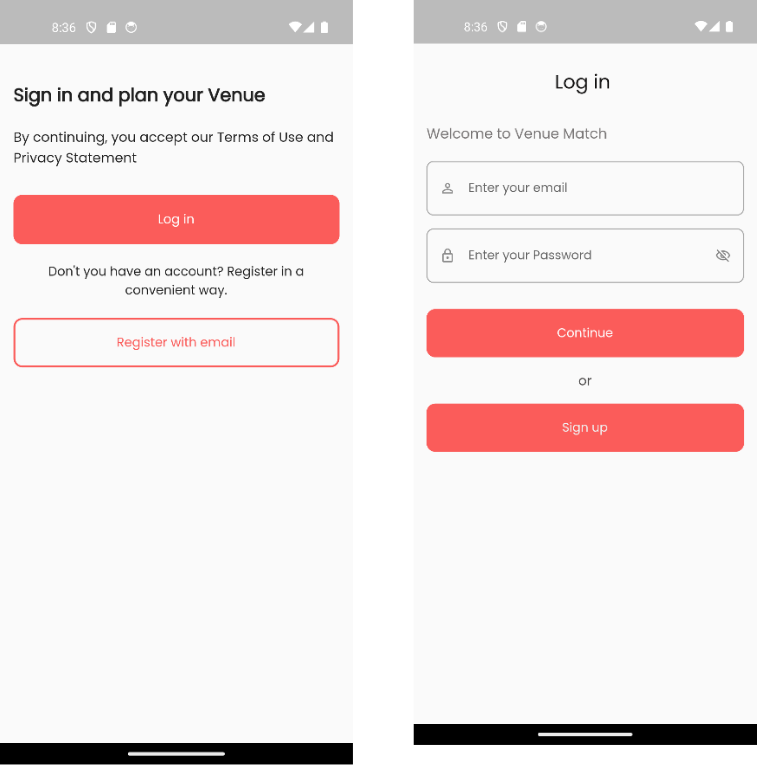 8:36
Sign in and plan your Venue
By continuing, you accept our Terms of Use and
Privacy Statement
Log in
Don't you have an account? Register in a
convenient way.
Register with email
8:36
Log in
Welcome to Venue Match
Enter your email
Enter your Password
Continue
or
Sign up